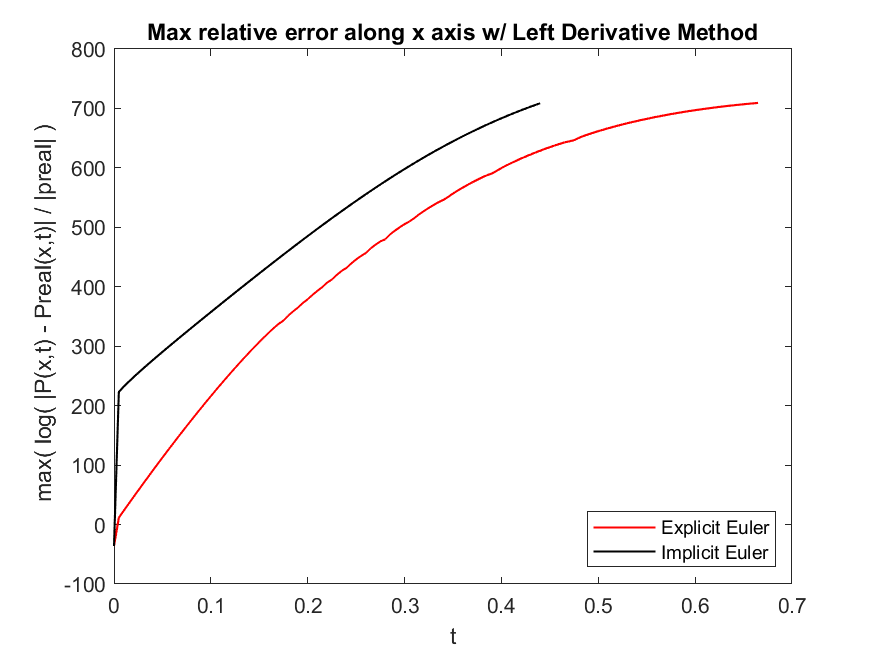 Max relative error along x axis w/ Left Derivative Method
max( log( |P(x,t) - Preal(x,t)| / |preal| )
800
700
600
500
400
300
200
100
0
-100
0 0.1 0.2 0.3 0.4 0.5 0.6 0.7
t
Explicit Euler
Implicit Euler